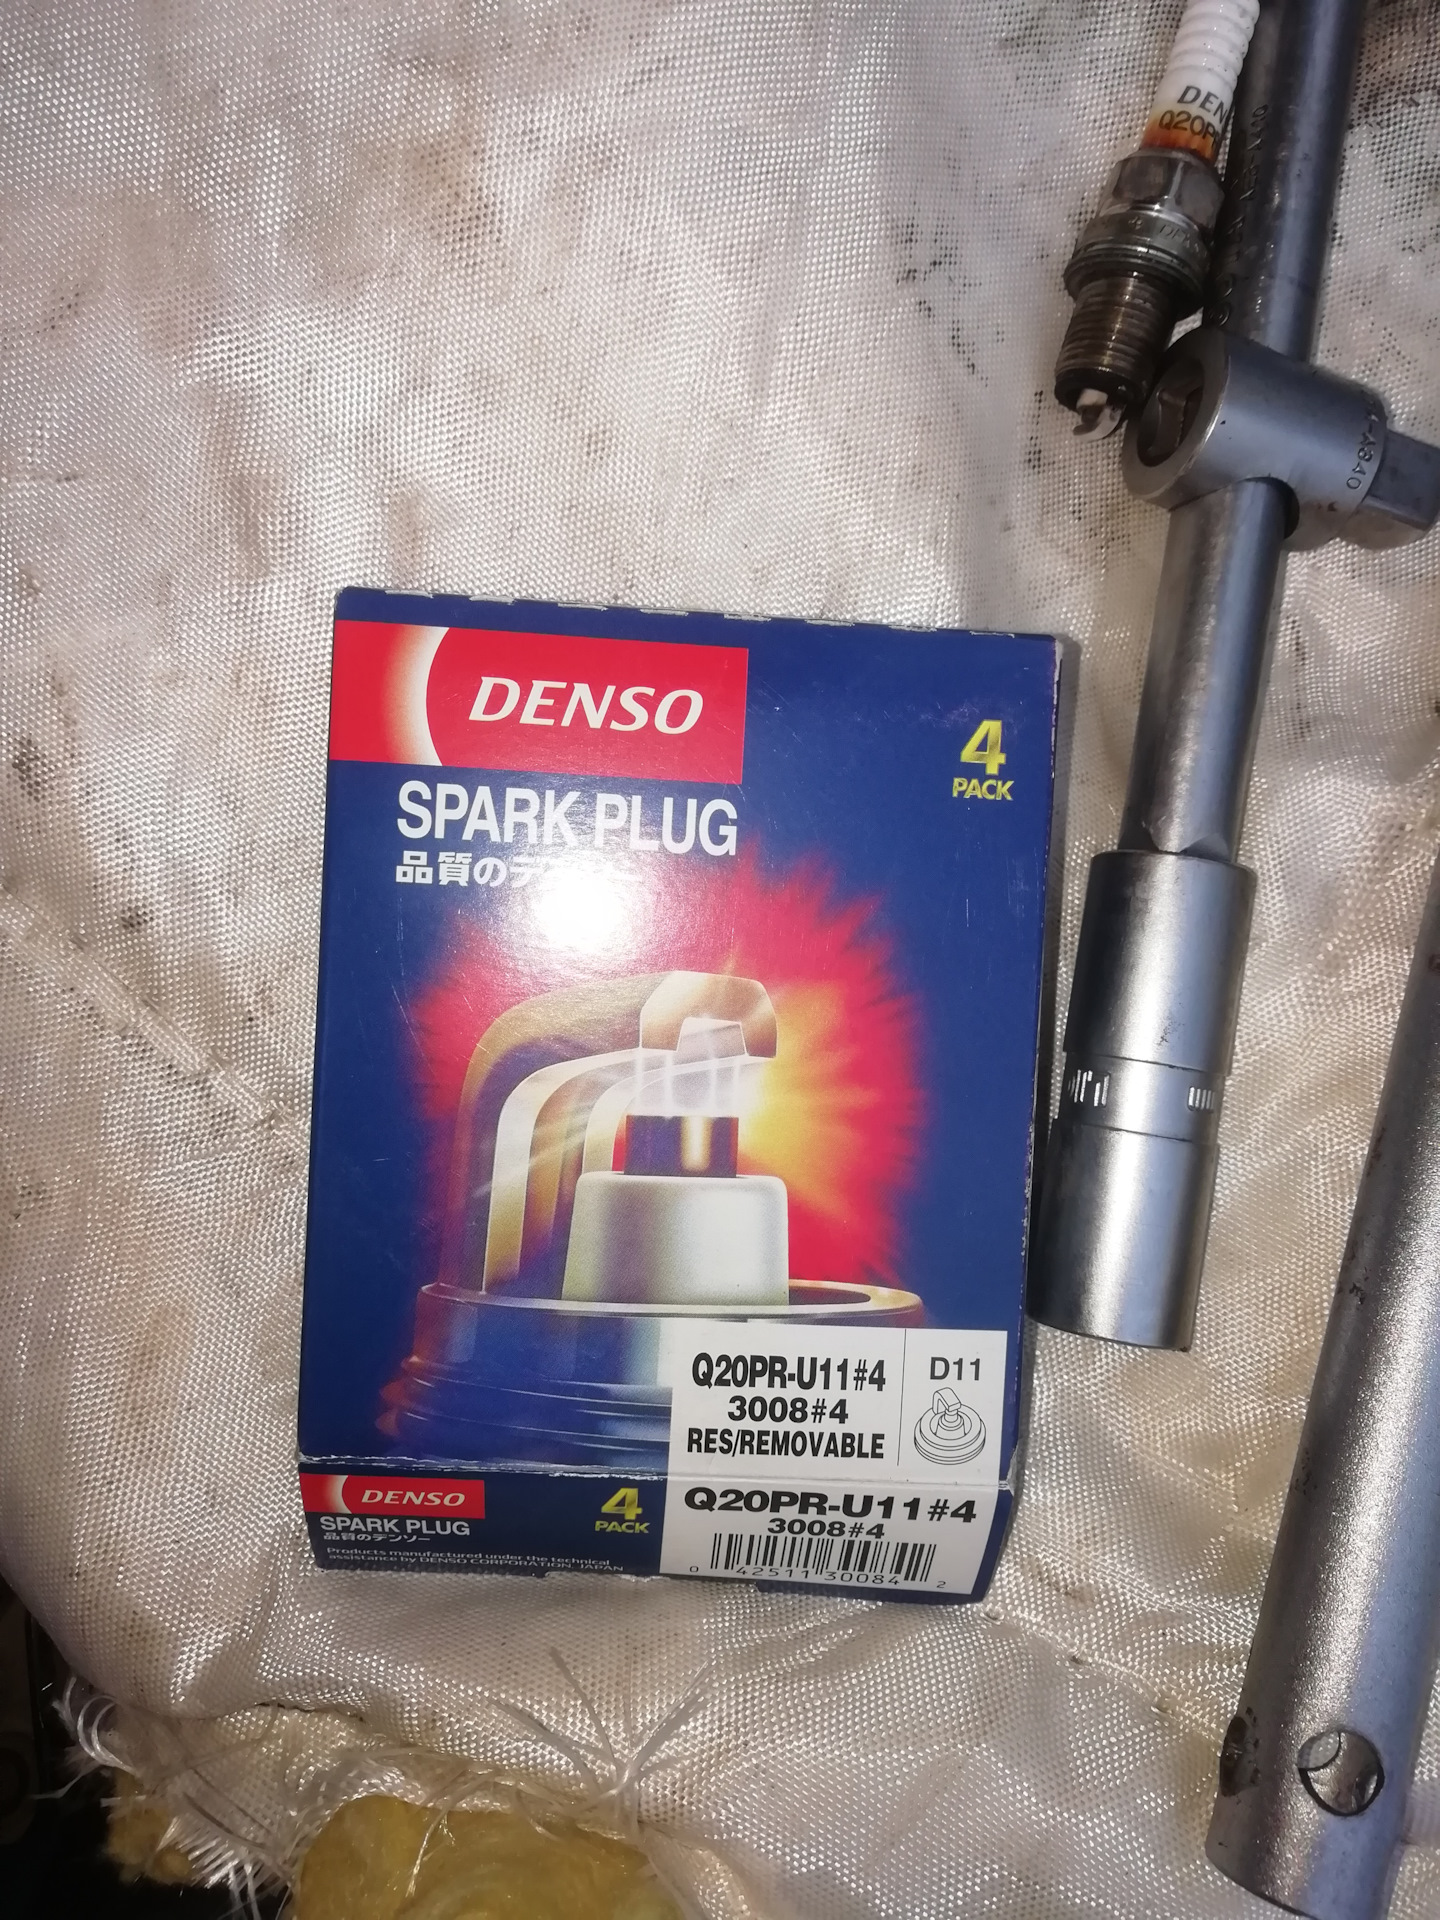 DEN
Q20P
DENSO
4
PACK
SPARK PLUG
品質のデンソー
Q20PR-U11#4
3008#4
RES/REMOVABLE
D11
DENSO
4
PACK
SPARK PLUG
品質のデンソー
Products manufactured under the technical
assistance by DENSO CORPORATION, JAPAN
Q20PR-U11#4
3008#4
0 42511 30084 2